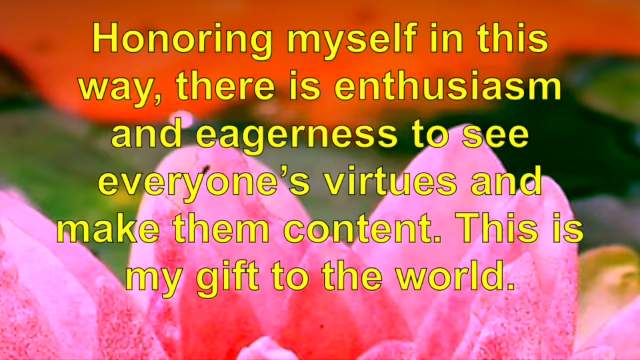 Honoring myself in this
way, there is enthusiasm
and eagerness to see
everyone’s virtues and
make them content. This is
my gift to the world.